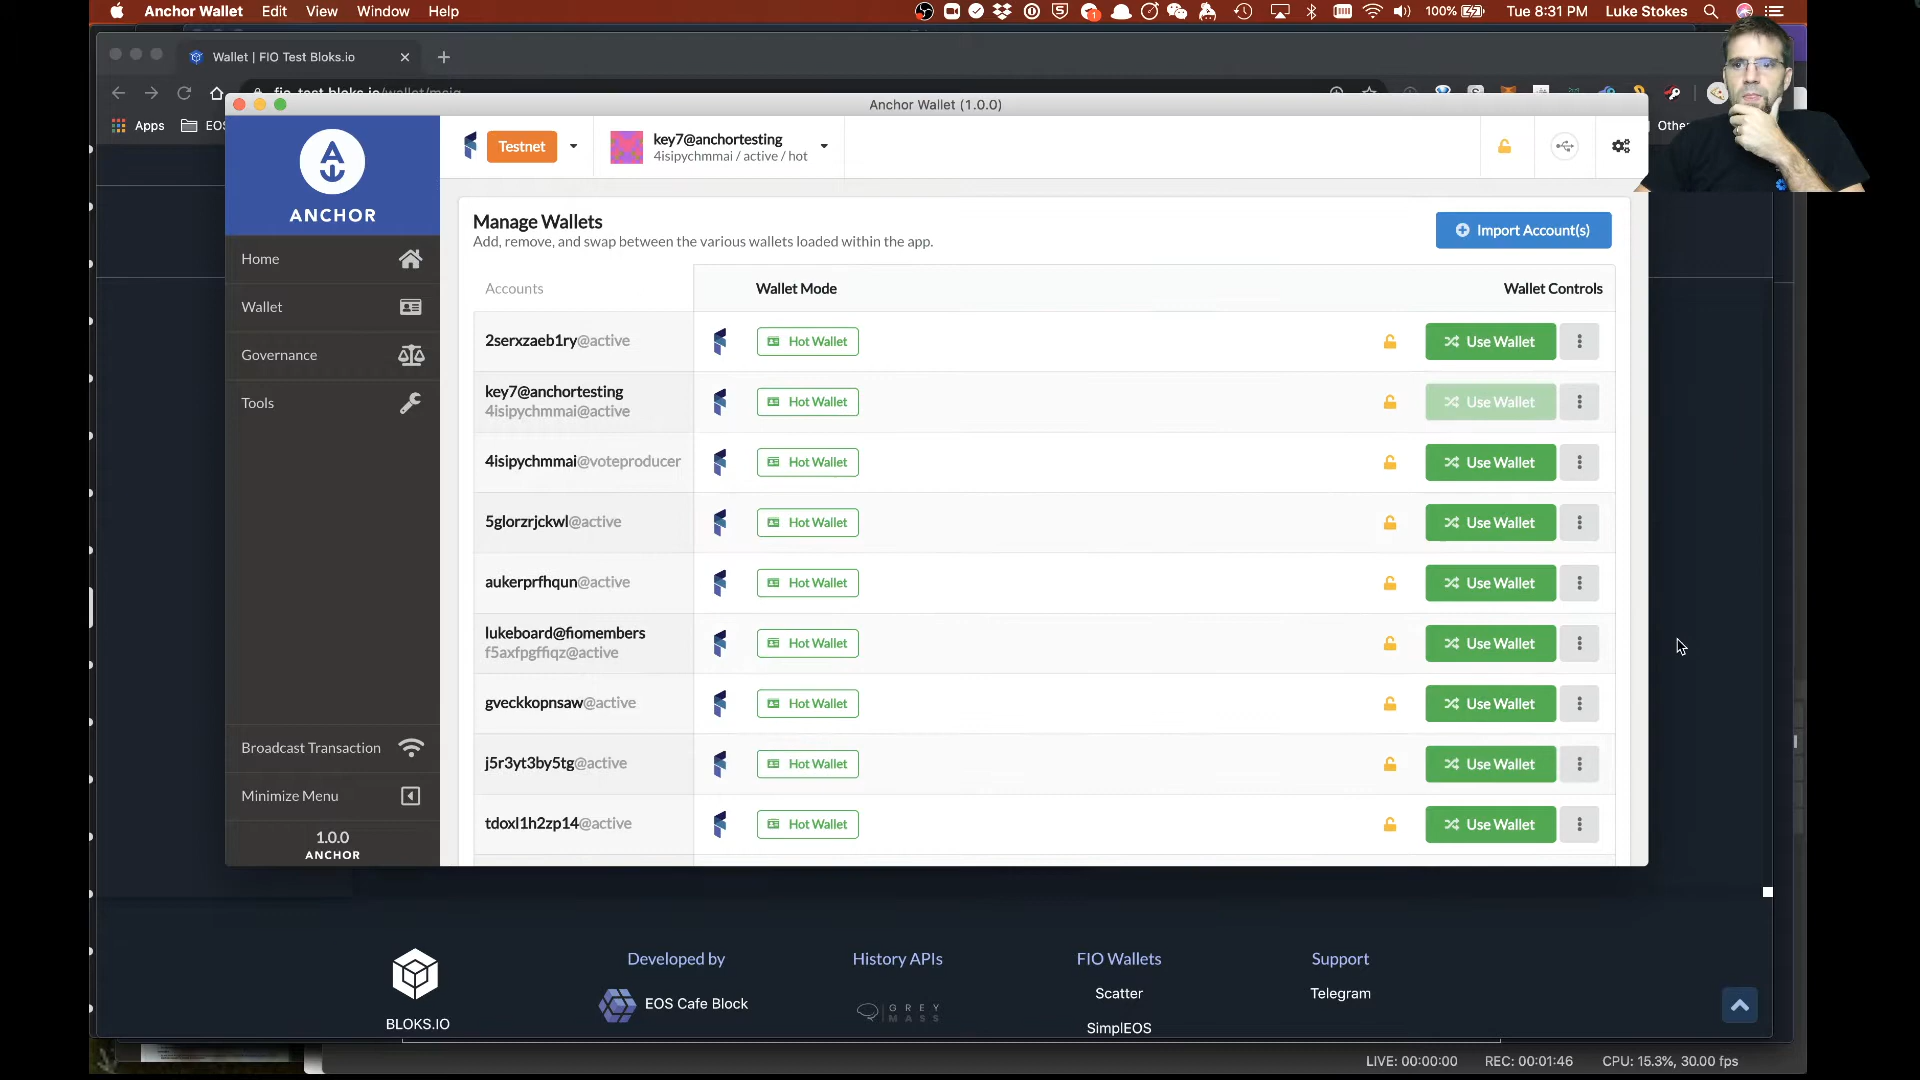 Anchor Wallet Edit View Window Help 100% Tue 8:31 PM Luke Stokes
Wallet | FIO Test Bloks.io
Anchor Wallet (1.0.0)
Apps EOS Other
ANCHOR
Testnet
key7@anchortesting
4isipychmmai / active / hot
Home
Wallet
Governance
Tools
Broadcast Transaction
Minimize Menu
1.0.0
ANCHOR
Manage Wallets
Add, remove, and swap between the various wallets loaded within the app.
Import Account(s)
Accounts Wallet Mode Wallet Controls
2serxzaeb1ry@active Hot Wallet Use Wallet
key7@anchortesting
4isipychmmai@active Hot Wallet Use Wallet
4isipychmmai@voteproducer Hot Wallet Use Wallet
5glorzrjckwl@active Hot Wallet Use Wallet
aukerprfhqun@active Hot Wallet Use Wallet
lukeboard@fiomembers
f5axfpgffiqz@active Hot Wallet Use Wallet
gveckkopnsaw@active Hot Wallet Use Wallet
j5r3yt3by5tg@active Hot Wallet Use Wallet
tdoxl1h2zp14@active Hot Wallet Use Wallet
BLOKS.IO
Developed by
EOS Cafe Block
History APIs
GREY
MASS
FIO Wallets
Scatter
SimplEOS
Support
Telegram
LIVE: 00:00:00 REC: 00:01:46 CPU: 15.3%, 30.00 fps